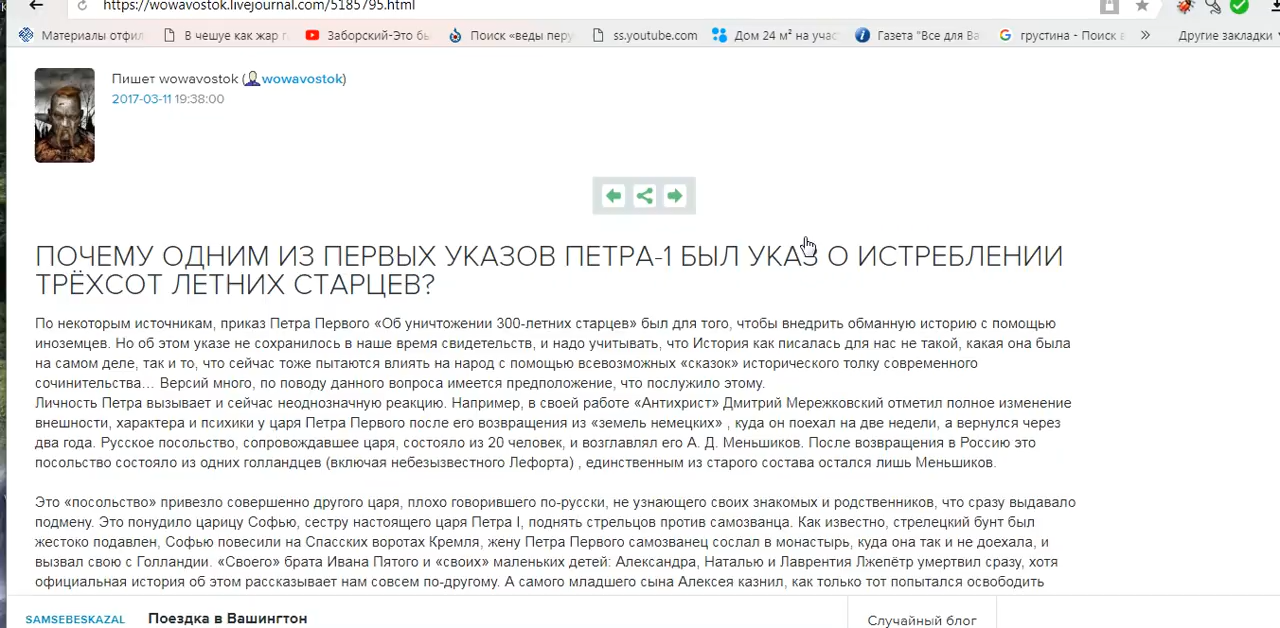 https://wowavostok.livejournal.com/5185795.html
Материалы отфил
В чешуе как жар г
Заборский-Это бь
Поиск «веды перу
ss.youtube.com
Дом 24 м² на учас
Газета "Все для Ва
грустина - Поиск в
»
Другие закладки
Пишет wowavostok (wowavostok)
2017-03-11 19:38:00
ПОЧЕМУ ОДНИМ ИЗ ПЕРВЫХ УКАЗОВ ПЕТРА-1 БЫЛ УКАЗ О ИСТРЕБЛЕНИИ
ТРЁХСОТ ЛЕТНИХ СТАРЦЕВ?
По некоторым источникам, приказ Петра Первого «Об уничтожении 300-летних старцев» был для того, чтобы внедрить обманную историю с помощью
иноземцев. Но об этом указе не сохранилось в наше время свидетельств, и надо учитывать, что История как писалась для нас не такой, какая она была
на самом деле, так и то, что сейчас тоже пытаются влиять на народ с помощью всевозможных «сказок» исторического толку современного
сочинительства… Версий много, по поводу данного вопроса имеется предположение, что послужило этому.
Личность Петра вызывает и сейчас неоднозначную реакцию. Например, в своей работе «Антихрист» Дмитрий Мережковский отметил полное изменение
внешности, характера и психики у царя Петра Первого после его возвращения из «земель немецких» , куда он поехал на две недели, а вернулся через
два года. Русское посольство, сопровождавшее царя, состояло из 20 человек, и возглавлял его А. Д. Меньшиков. После возвращения в Россию это
посольство состояло из одних голландцев (включая небезызвестного Лефорта) , единственным из старого состава остался лишь Меньшиков.
Это «посольство» привезло совершенно другого царя, плохо говорившего по-русски, не узнающего своих знакомых и родственников, что сразу выдавало
подмену. Это понудило царицу Софью, сестру настоящего царя Петра I, поднять стрельцов против самозванца. Как известно, стрелецкий бунт был
жестоко подавлен, Софью повесили на Спасских воротах Кремля, жену Петра Первого самозванец сослал в монастырь, куда она так и не доехала, и
вызвал свою с Голландии. «Своего» брата Ивана Пятого и «своих» маленьких детей: Александра, Наталью и Лаврентия Лжепётр умертвил сразу, хотя
официальная история об этом рассказывает нам совсем по-другому. А самого младшего сына Алексея казнил, как только тот попытался освободить
SAMSEBESKAZAL
Поездка в Вашингтон
Случайный блог